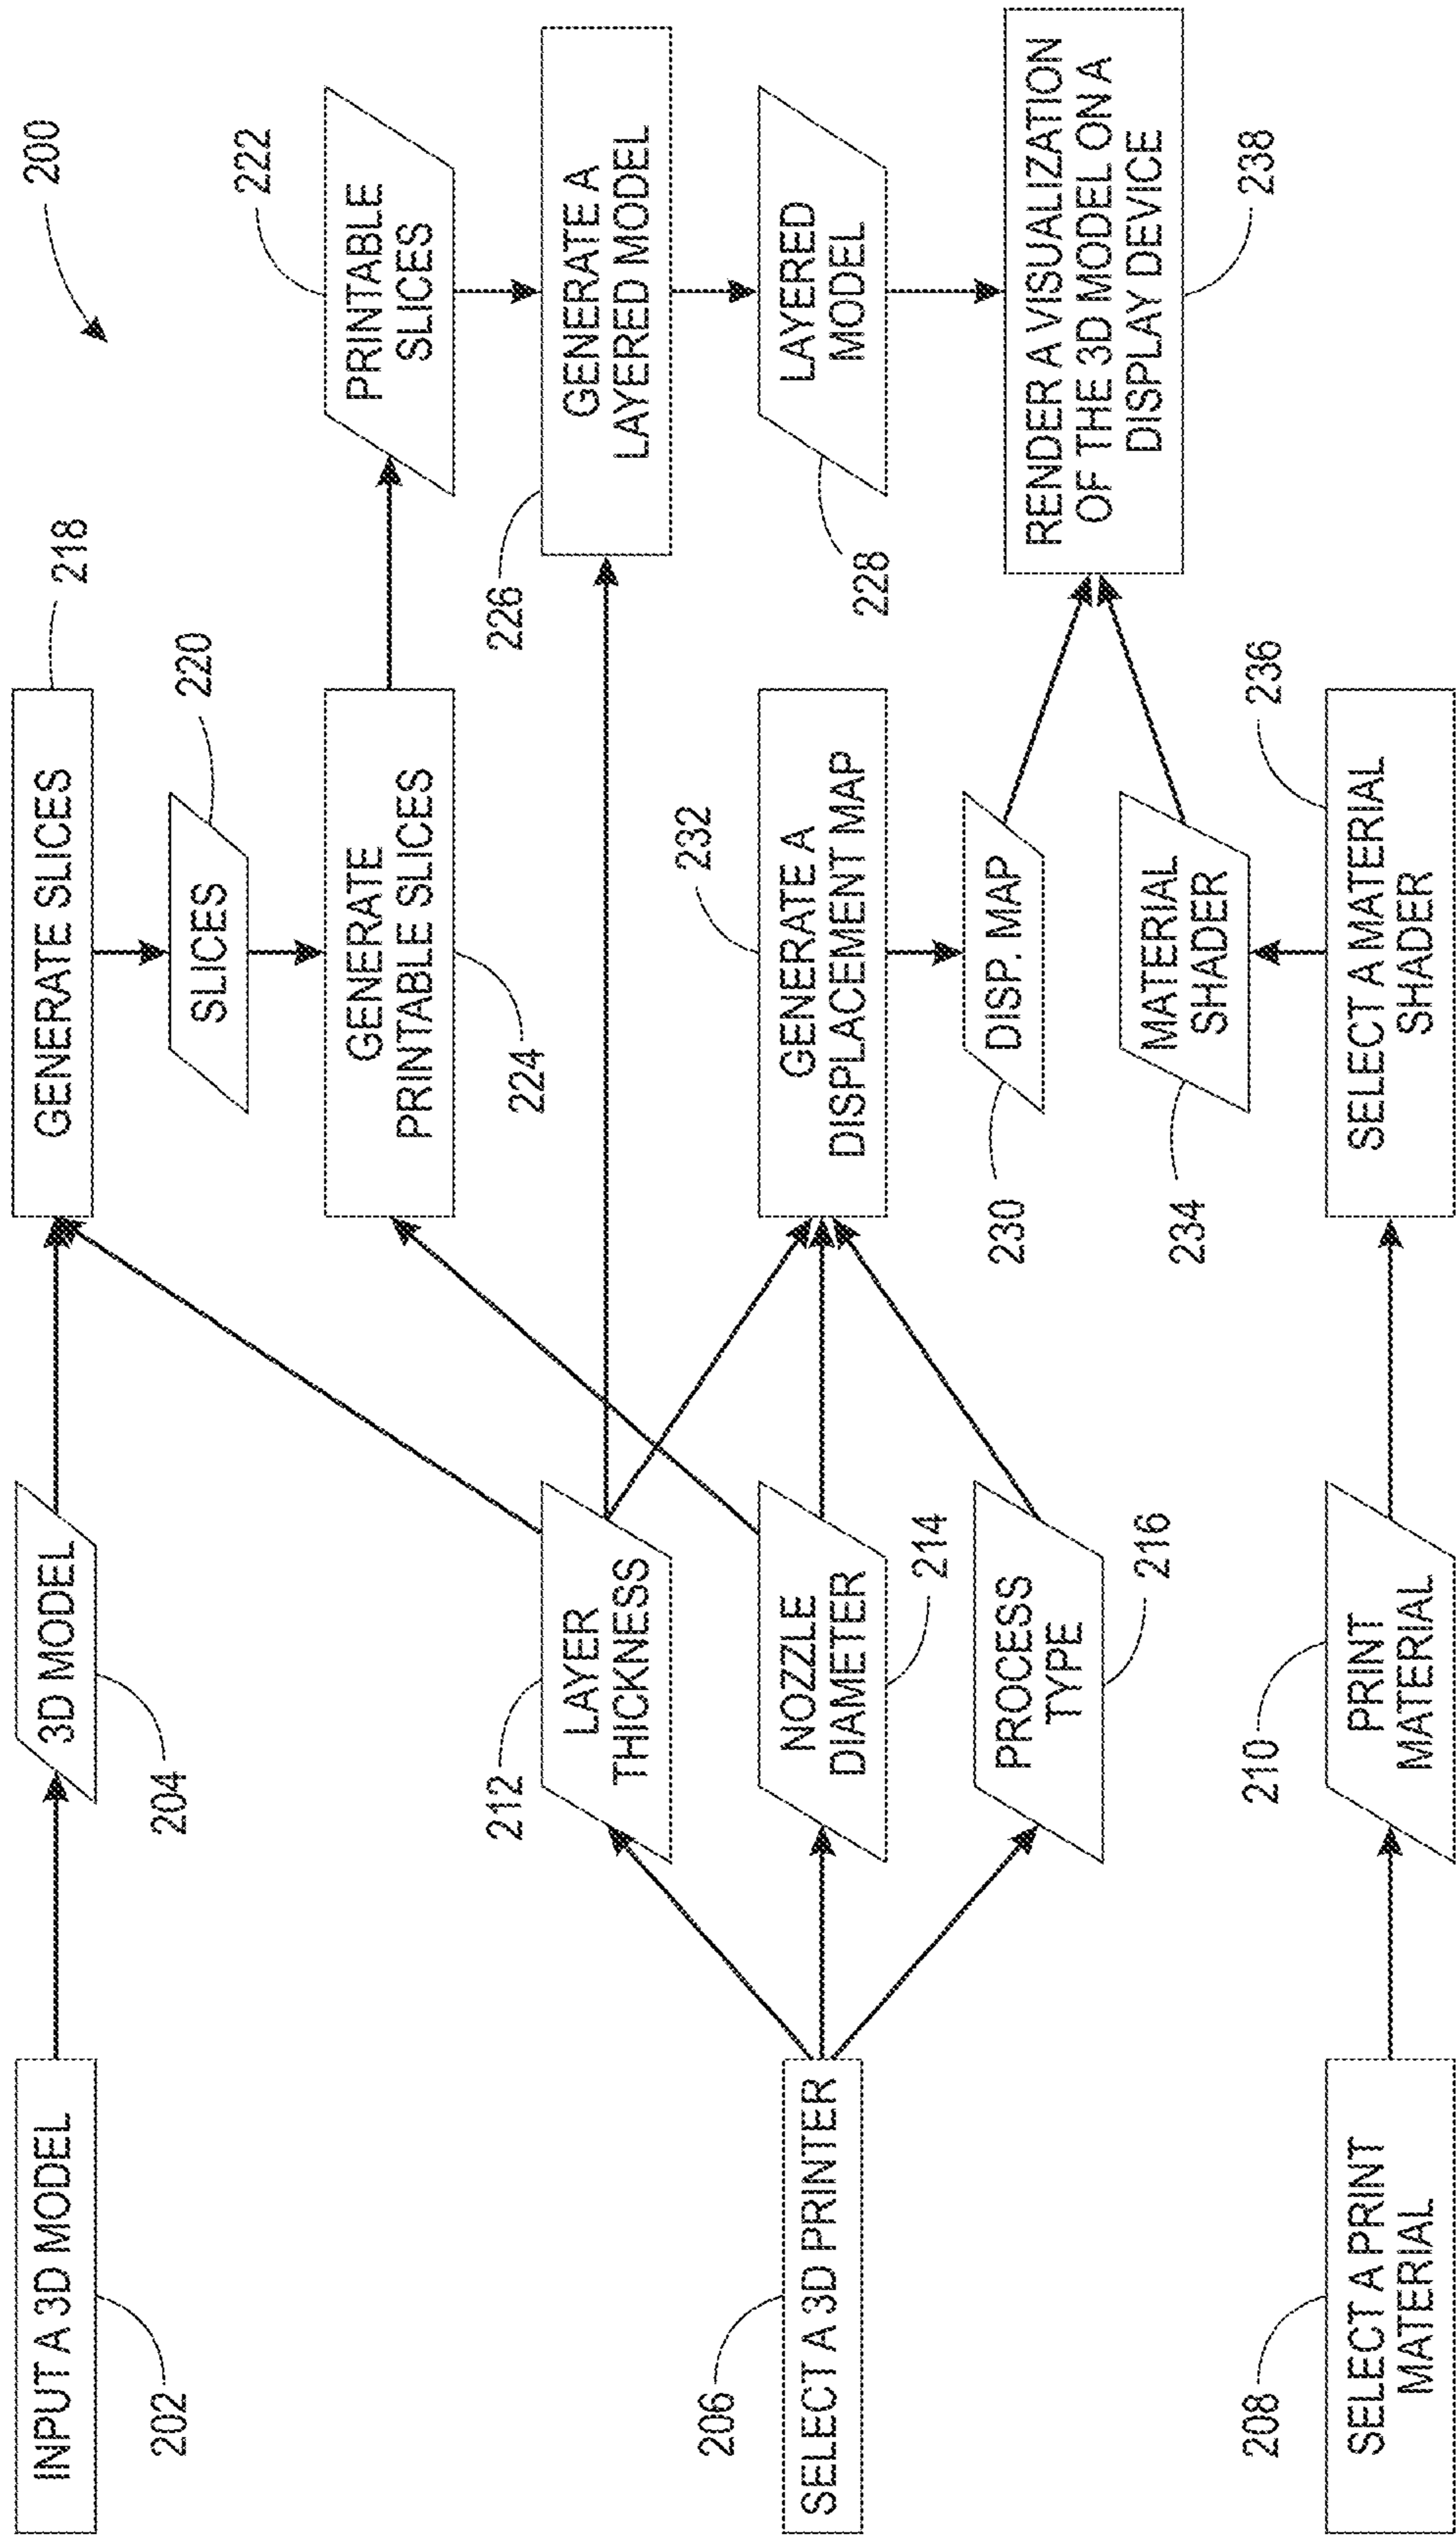 200
INPUT A 3D MODEL
202
3D MODEL
204
GENERATE SLICES
218
SLICES
220
GENERATE
PRINTABLE SLICES
224
PRINTABLE
SLICES
222
GENERATE A
LAYERED MODEL
226
LAYERED
MODEL
228
SELECT A 3D PRINTER
206
LAYER
THICKNESS
212
NOZZLE
DIAMETER
214
PROCESS
TYPE
216
GENERATE A
DISPLACEMENT MAP
232
DISP. MAP
230
MATERIAL
SHADER
234
RENDER A VISUALIZATION
OF THE 3D MODEL ON A
DISPLAY DEVICE
238
SELECT A PRINT
MATERIAL
208
PRINT
MATERIAL
210
SELECT A MATERIAL
SHADER
236